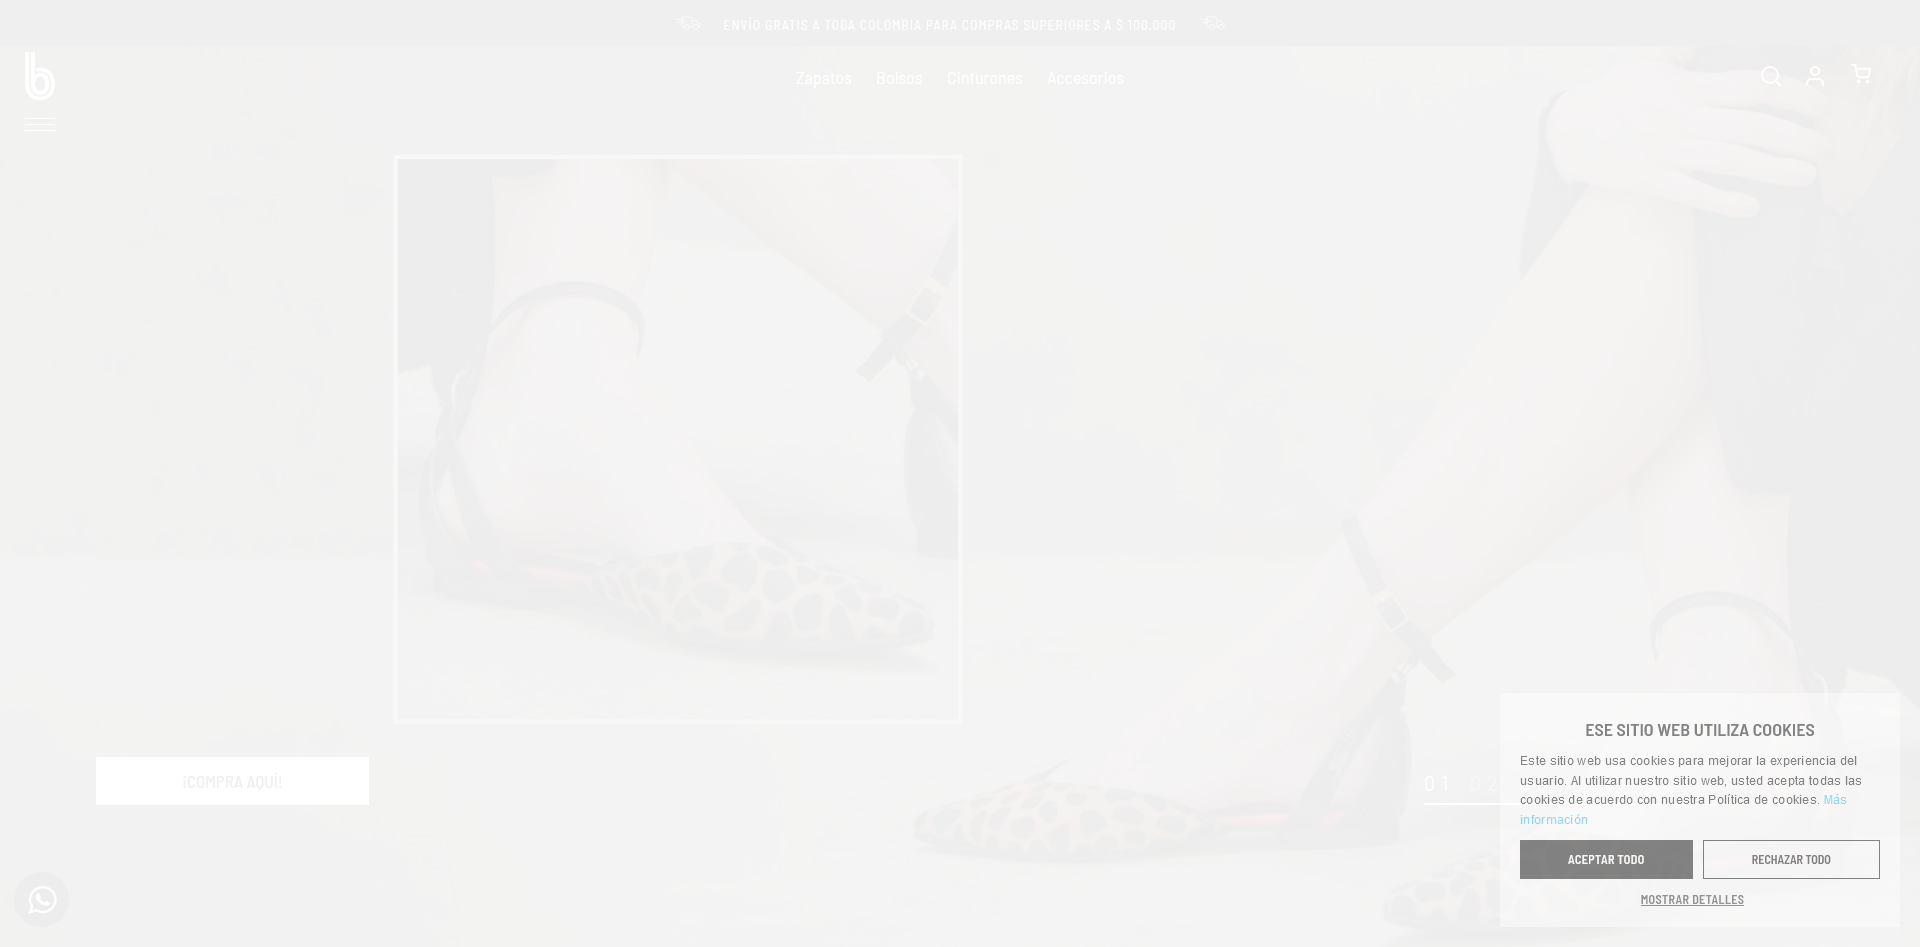 ENVÍO GRATIS A TODA COLOMBIA PARA COMPRAS SUPERIORES A $ 100.000
b
Zapatos Bolsos Cinturones Accesorios
¡COMPRA AQUÍ!
01 02
ESE SITIO WEB UTILIZA COOKIES
Este sitio web usa cookies para mejorar la experiencia del
usuario. Al utilizar nuestro sitio web, usted acepta todas las
cookies de acuerdo con nuestra Política de cookies. Más
información
ACEPTAR TODO RECHAZAR TODO
MOSTRAR DETALLES